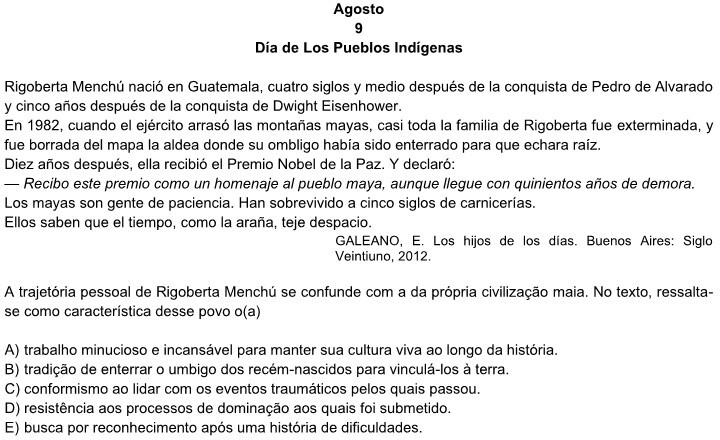 Agosto
9
Día de Los Pueblos Indígenas
Rigoberta Menchú nació en Guatemala, cuatro siglos y medio después de la conquista de Pedro de Alvarado
y cinco años después de la conquista de Dwight Eisenhower.
En 1982, cuando el ejército arrasó las montañas mayas, casi toda la familia de Rigoberta fue exterminada, y
fue borrada del mapa la aldea donde su ombligo había sido enterrado para que echara raíz.
Diez años después, ella recibió el Premio Nobel de la Paz. Y declaró:
— Recibo este premio como un homenaje al pueblo maya, aunque llegue con quinientos años de demora.
Los mayas son gente de paciencia. Han sobrevivido a cinco siglos de carnicerías.
Ellos saben que el tiempo, como la araña, teje despacio.
GALEANO, E. Los hijos de los días. Buenos Aires: Siglo
Veintiuno, 2012.
A trajetória pessoal de Rigoberta Menchú se confunde com a da própria civilização maia. No texto, ressalta-
se como característica desse povo o(a)
A) trabalho minucioso e incansável para manter sua cultura viva ao longo da história.
B) tradição de enterrar o umbigo dos recém-nascidos para vinculá-los à terra.
C) conformismo ao lidar com os eventos traumáticos pelos quais passou.
D) resistência aos processos de dominação aos quais foi submetido.
E) busca por reconhecimento após uma história de dificuldades.